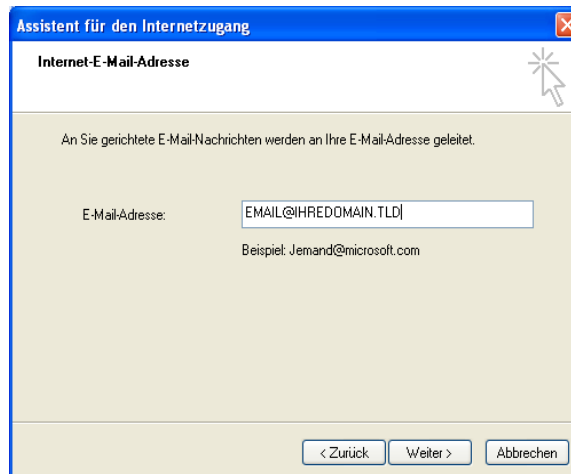 Assistent für den Internetzugang
Internet-E-Mail-Adresse
An Sie gerichtete E-Mail-Nachrichten werden an Ihre E-Mail-Adresse geleitet.
E-Mail-Adresse: EMAIL@IHREDOMAIN.TLD
Beispiel: Jemand@microsoft.com
< Zurück Weiter > Abbrechen